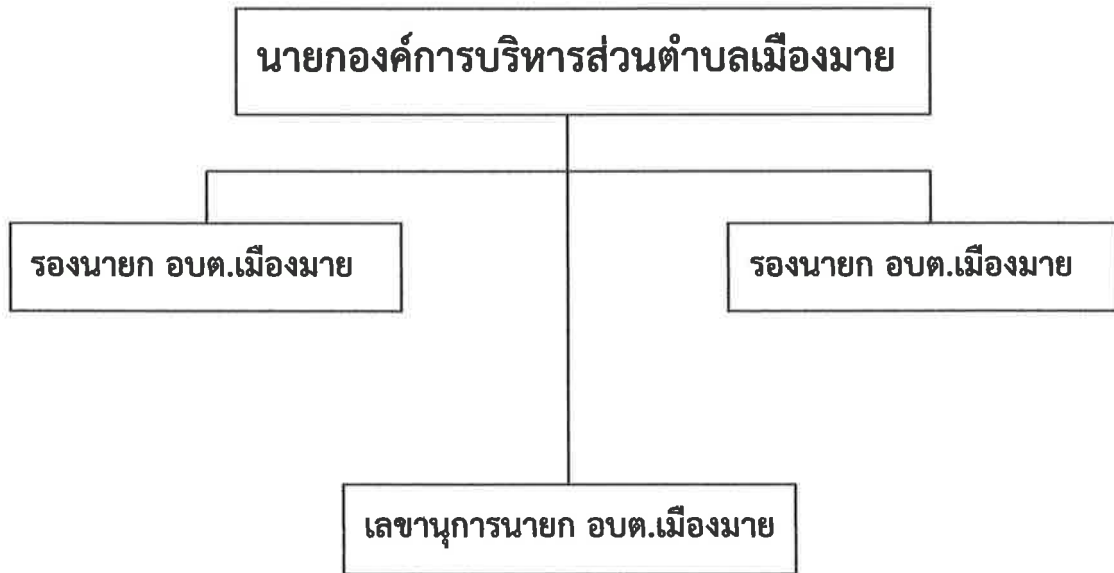 นายกองค์การบริหารส่วนตำบลเมืองมาย
รองนายก อบต.เมืองมาย
รองนายก อบต.เมืองมาย
เลขานุการนายก อบต.เมืองมาย